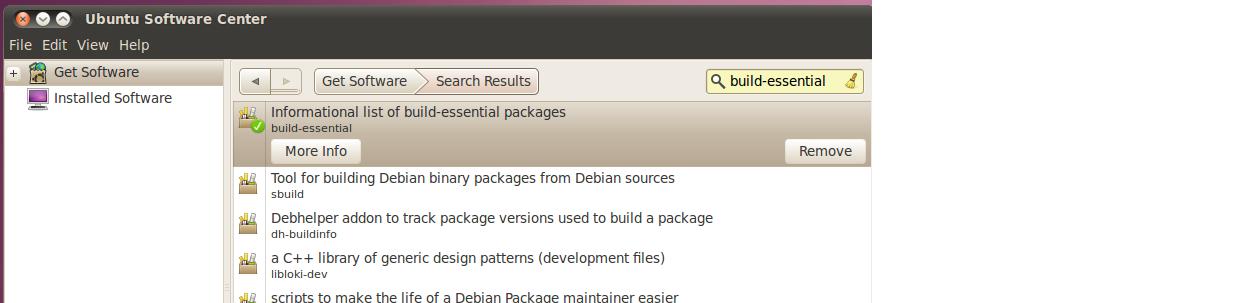 Ubuntu Software Center
File Edit View Help
Get Software
Installed Software
Get Software Search Results
build-essential
Informational list of build-essential packages
build-essential
More Info Remove
Tool for building Debian binary packages from Debian sources
sbuild
Debhelper addon to track package versions used to build a package
dh-buildinfo
a C++ library of generic design patterns (development files)
libloki-dev
scripts to make the life of a Debian Package maintainer easier